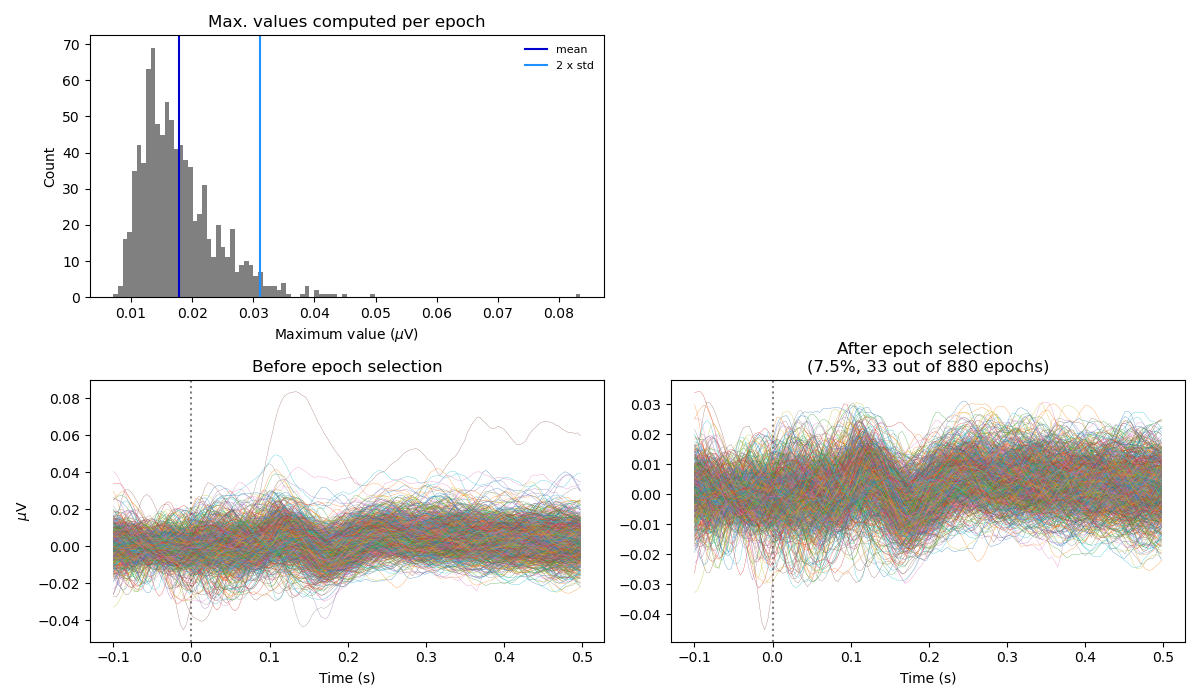 Max. values computed per epoch
70
60
50
40
30
20
10
0
Count
mean
2 x std
0.01 0.02 0.03 0.04 0.05 0.06 0.07 0.08
Maximum value (μV)
Before epoch selection
0.08
0.06
0.04
0.02
0.00
−0.02
−0.04
μV
−0.1 0.0 0.1 0.2 0.3 0.4 0.5
Time (s)
After epoch selection
(7.5%, 33 out of 880 epochs)
0.03
0.02
0.01
0.00
−0.01
−0.02
−0.03
−0.04
−0.1 0.0 0.1 0.2 0.3 0.4 0.5
Time (s)